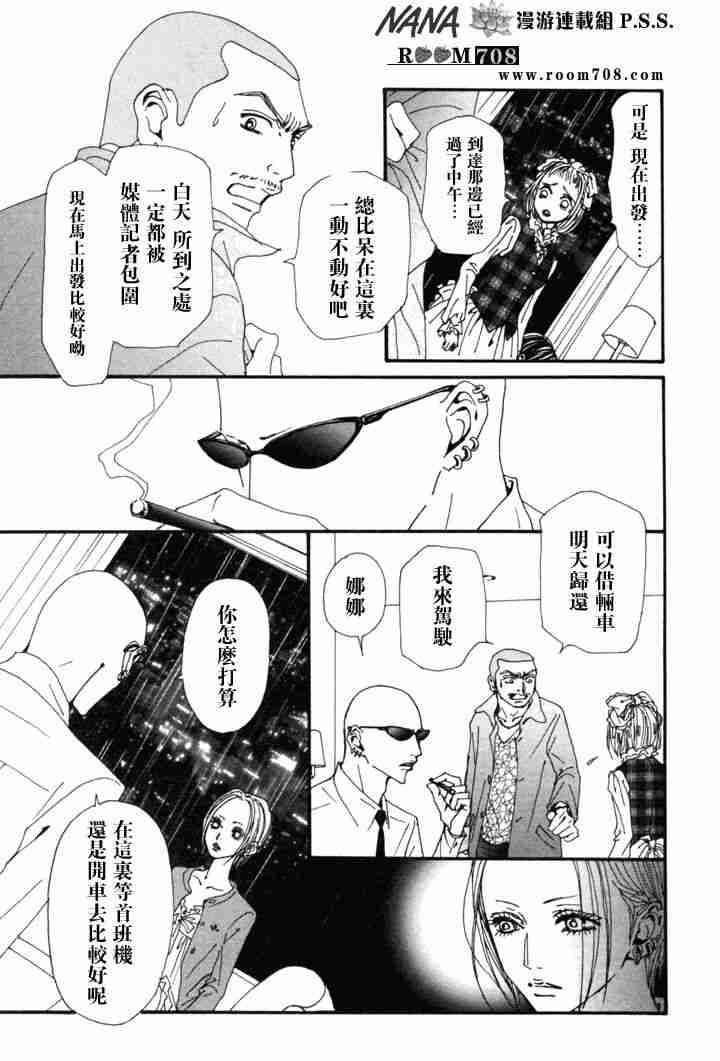 NANA 漫游連載組 P.S.S.
ROOM 708
www.room708.com
可是 現在出發……
到達那邊已經
過了中午…
總比呆在這裏
一動不動好吧
白天 所到之處
一定都被
媒體記者包圍
現在馬上出發比較好呦
可以借輛車
明天歸還
我來駕駛
娜娜
你怎麼打算
在這裏等首班機
還是開車去比較好呢